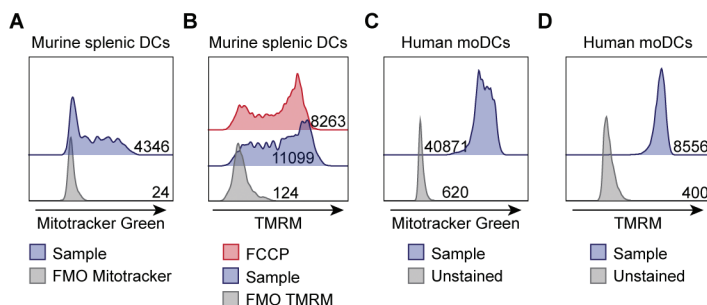 A
Murine splenic DCs
4346
24
Mitotracker Green
Sample
FMO Mitotracker
B
Murine splenic DCs
8263
11099
124
TMRM
FCCP
Sample
FMO TMRM
C
Human moDCs
40871
620
Mitotracker Green
Sample
Unstained
D
Human moDCs
8556
400
TMRM
Sample
Unstained